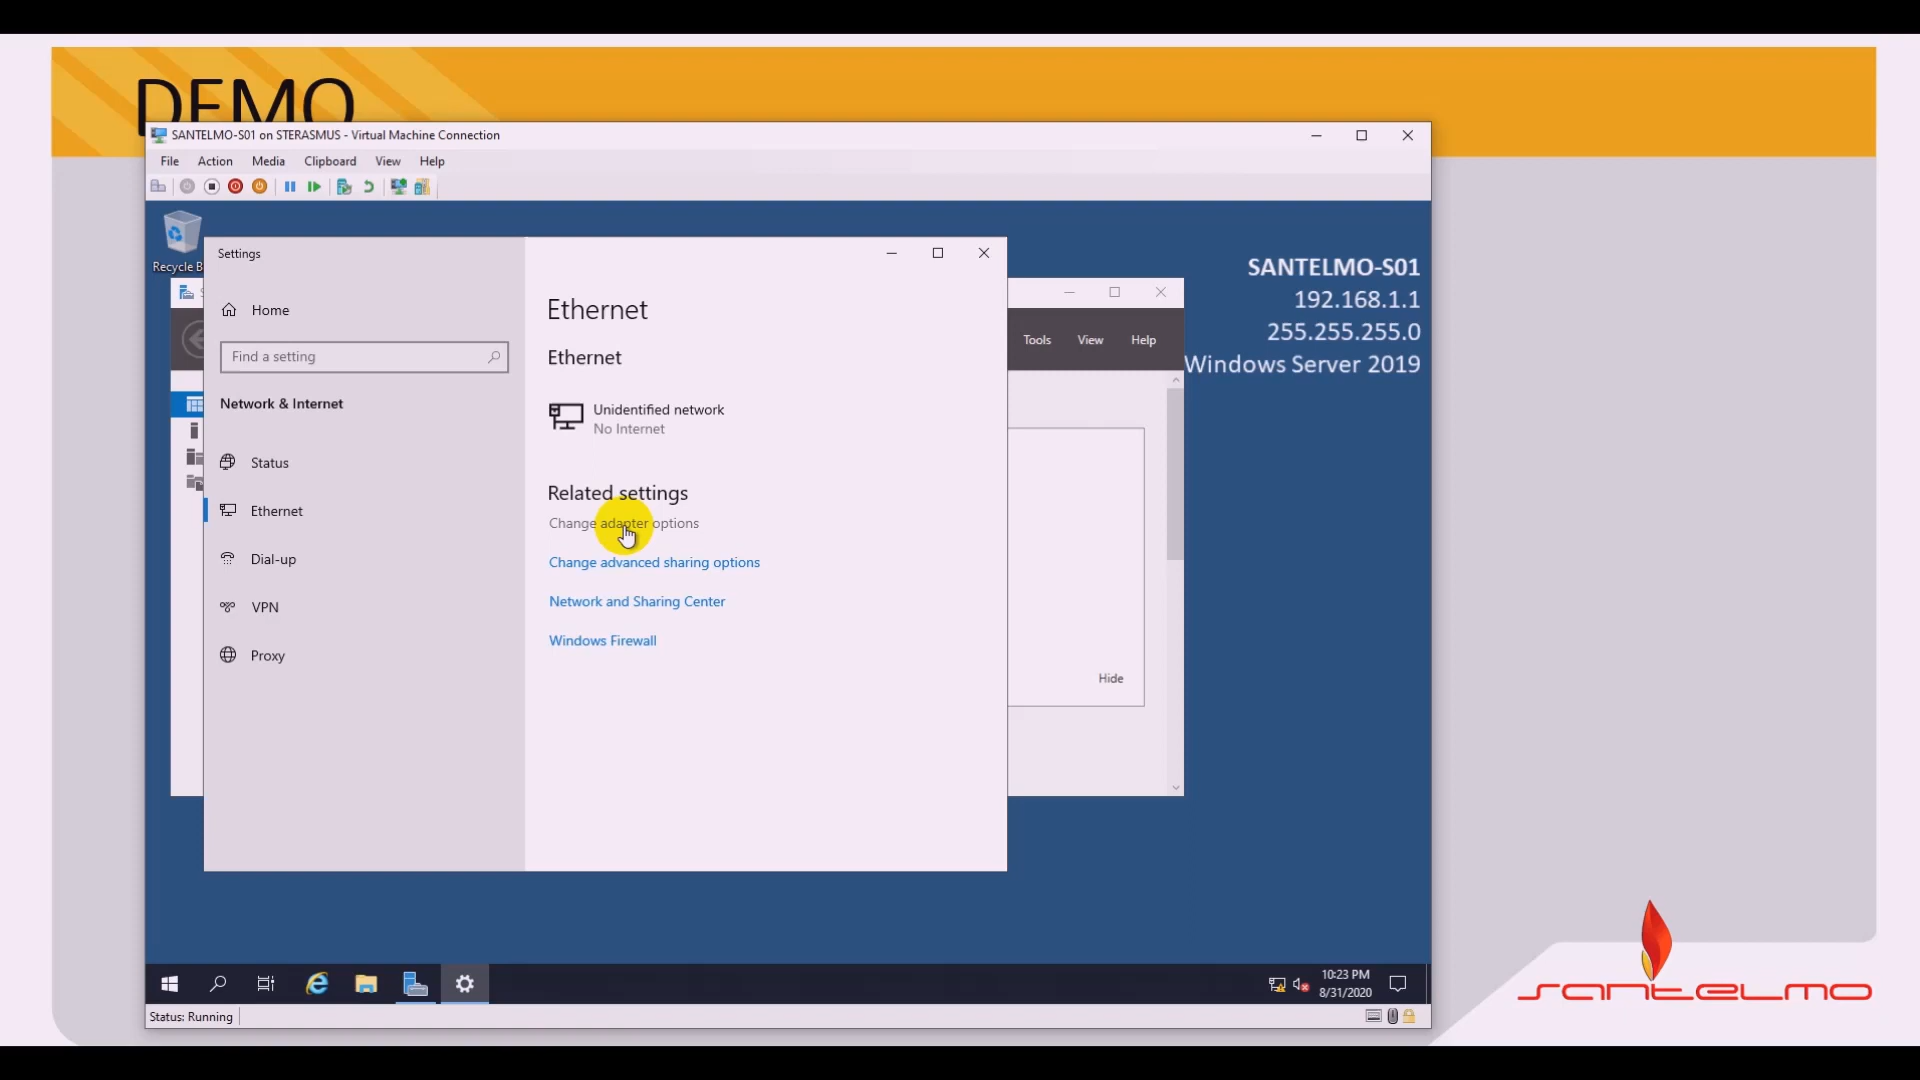 DEMO
SANTELMO-S01 on STERASMUS - Virtual Machine Connection
File Action Media Clipboard View Help
Recycle B
Settings
Home
Find a setting
Network & Internet
Status
Ethernet
Dial-up
VPN
Proxy
Ethernet
Ethernet
Unidentified network
No Internet
Related settings
Change adapter options
Change advanced sharing options
Network and Sharing Center
Windows Firewall
Tools View Help
Hide
SANTELMO-S01
192.168.1.1
255.255.255.0
Windows Server 2019
10:23 PM
8/31/2020
Status: Running
santelmo